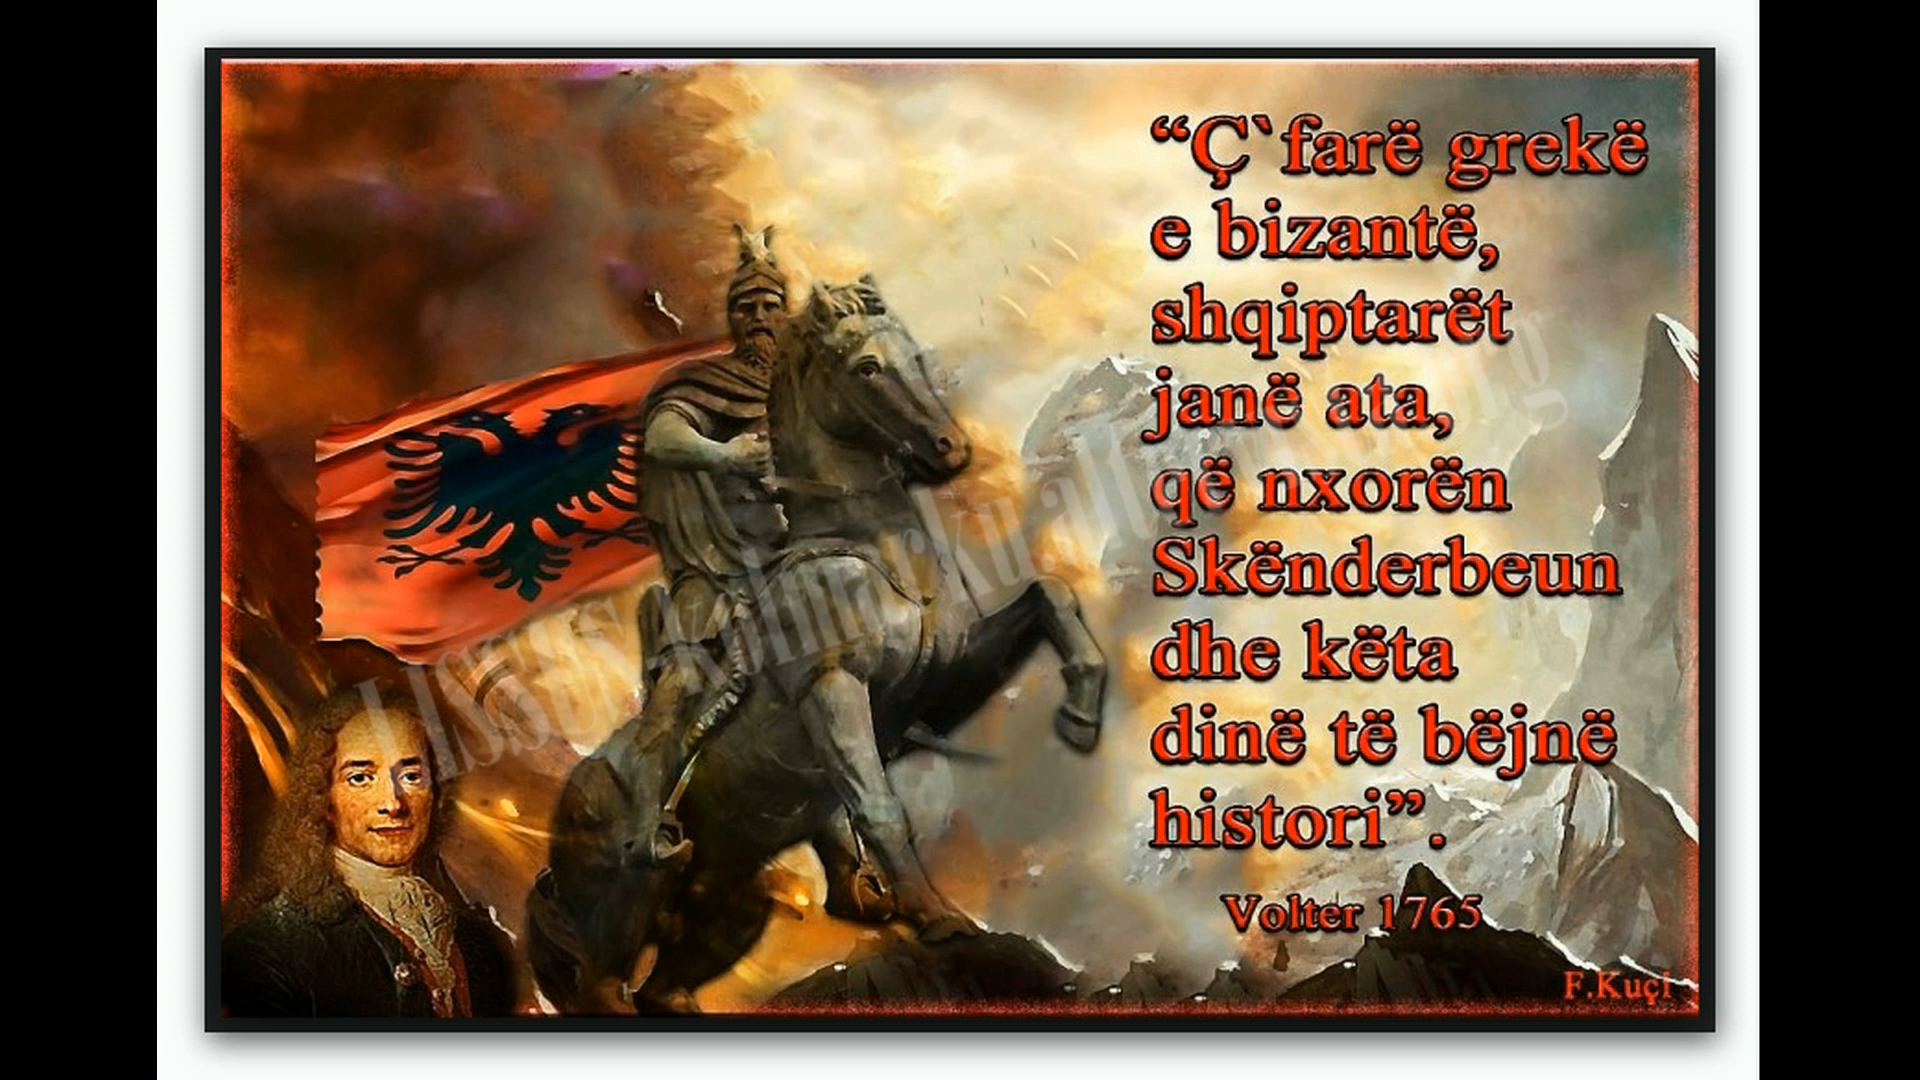 “Ç`farë grekë
e bizantë,
shqiptarët
janë ata,
që nxorën
Skënderbeun
dhe këta
dinë të bëjnë
histori”.
Volter 1765
F.Kuçi